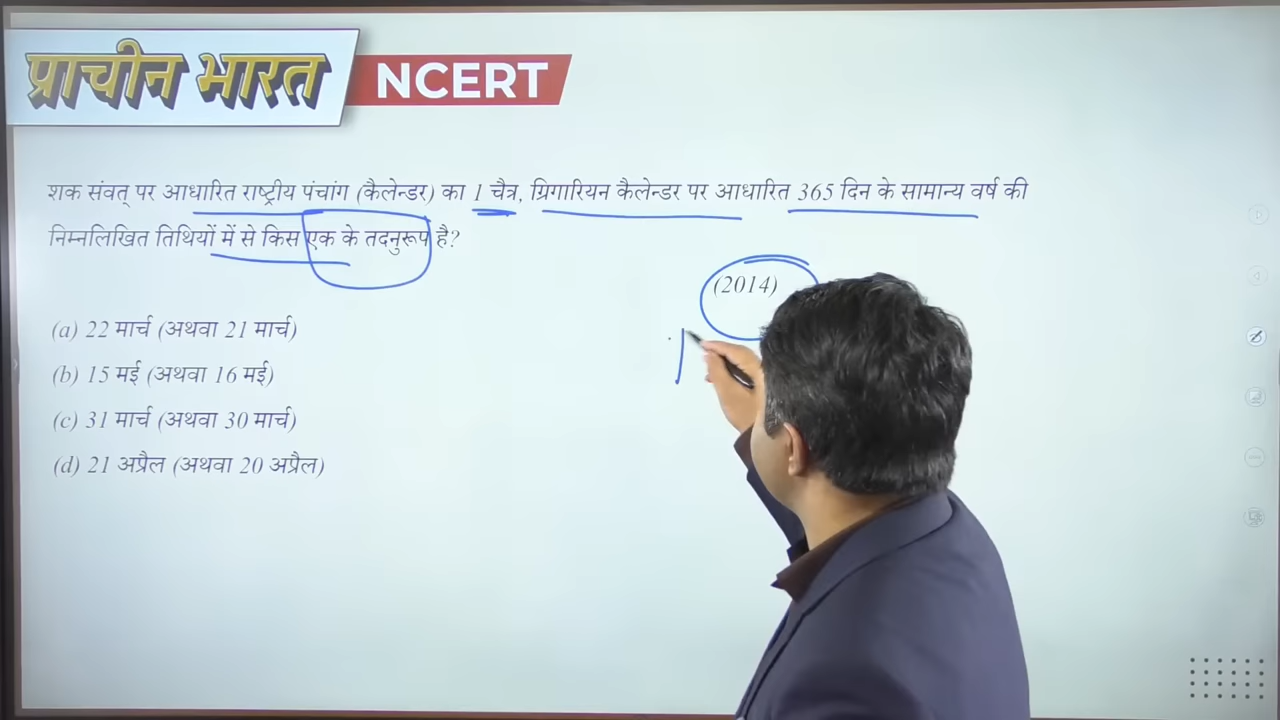 प्राचीन भारत NCERT
शक संवत् पर आधारित राष्ट्रीय पंचांग (कैलेन्डर) का 1 चैत्र, ग्रिगारियन कैलेन्डर पर आधारित 365 दिन के सामान्य वर्ष की
निम्नलिखित तिथियों में से किस एक के तदनुरूप है?
(2014)
(a) 22 मार्च (अथवा 21 मार्च)
(b) 15 मई (अथवा 16 मई)
(c) 31 मार्च (अथवा 30 मार्च)
(d) 21 अप्रैल (अथवा 20 अप्रैल)